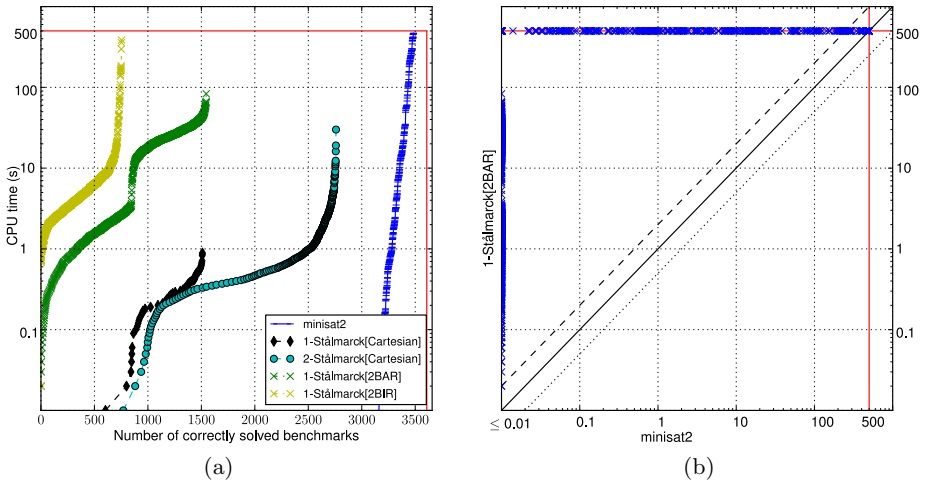 500
100
10
1
0.1
CPU time (s)
minisat2
1-Stålmarck[Cartesian]
2-Stålmarck[Cartesian]
1-Stålmarck[2BAR]
1-Stålmarck[2BIR]
0 500 1000 1500 2000 2500 3000 3500
Number of correctly solved benchmarks
(a)
500
100
10
1
0.1
1-Stålmarck[2BAR]
≤ 0.01 0.1 1 10 100 500
minisat2
(b)